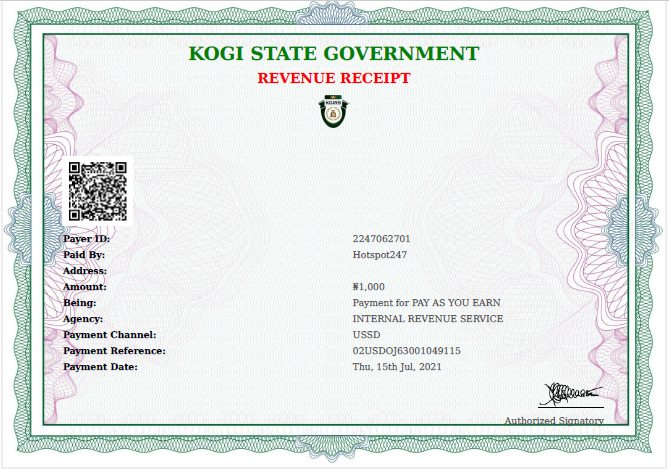 KOGI STATE GOVERNMENT
REVENUE RECEIPT
KGIRS
Payer ID: 2247062701
Paid By: Hotspot247
Address:
Amount: ₦1,000
Being: Payment for PAY AS YOU EARN
Agency: INTERNAL REVENUE SERVICE
Payment Channel: USSD
Payment Reference: 02USDOJ63001049115
Payment Date: Thu, 15th Jul, 2021
Authorized Signatory